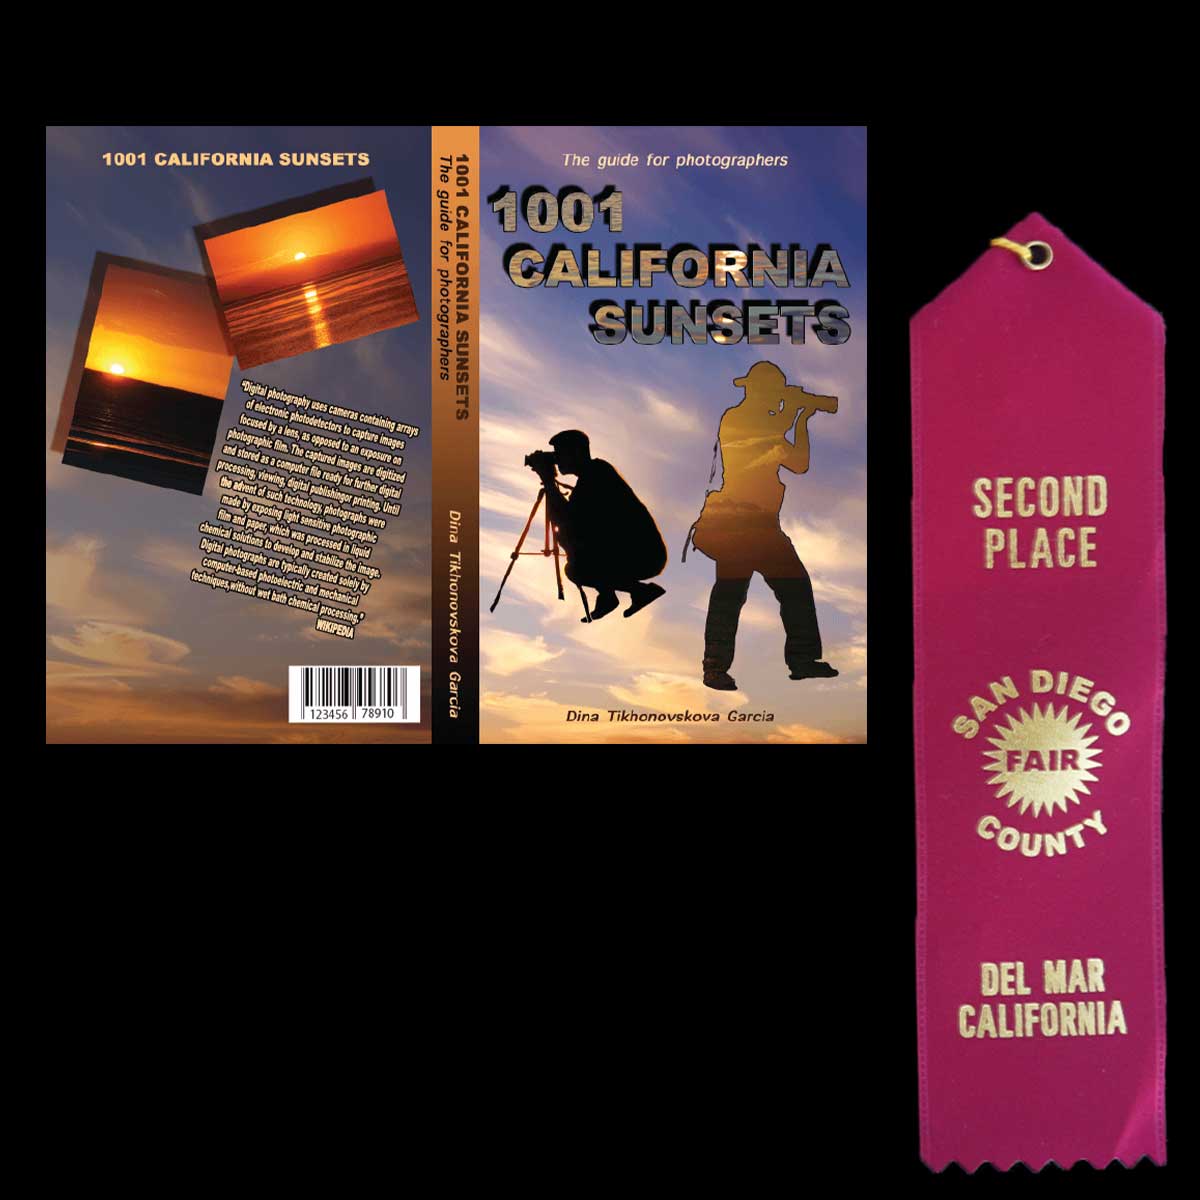 1001 CALIFORNIA SUNSETS
"Digital photography uses cameras containing arrays
of electronic photodetectors to capture images
focused by a lens, as opposed to an exposure on
photographic film. The captured images are digitized
and stored as a computer file ready for further digital
processing, viewing, digital publishingor printing. Until
the advent of such technology, photographs were
made by exposing light sensitive photographic
film and paper, which was processed in liquid
chemical solutions to develop and stabilize the image.
Digital photographs are typically created solely by
computer-based photoelectric and mechanical
techniques,without wet bath chemical processing."
WIKIPEDIA
123456 78910
1001 CALIFORNIA SUNSETS
The guide for photographers
Dina Tikhonovskova Garcia
The guide for photographers
1001
CALIFORNIA
SUNSETS
Dina Tikhonovskova Garcia
SECOND
PLACE
SAN DIEGO
FAIR
COUNTY
DEL MAR
CALIFORNIA